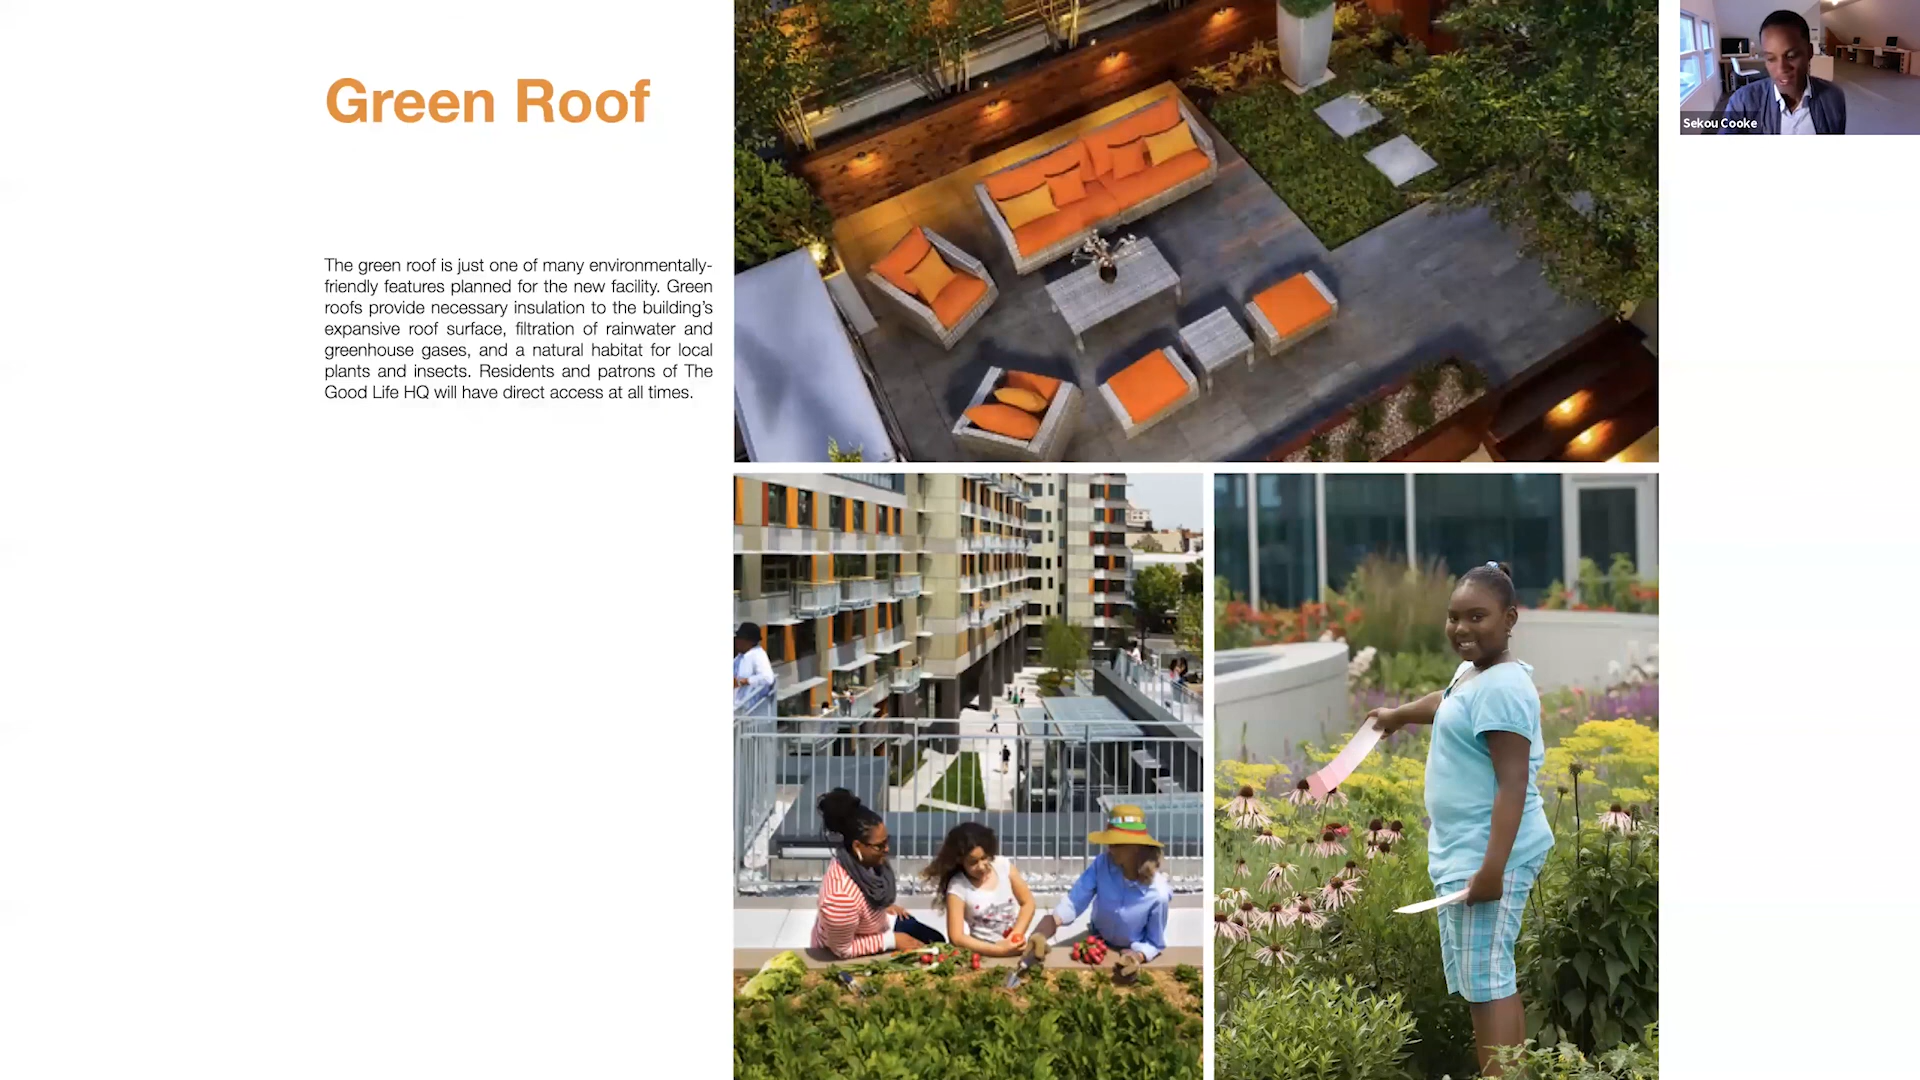 Green Roof
The green roof is just one of many environmentally-
friendly features planned for the new facility. Green
roofs provide necessary insulation to the building's
expansive roof surface, filtration of rainwater and
greenhouse gases, and a natural habitat for local
plants and insects. Residents and patrons of The
Good Life HQ will have direct access at all times.
Sekou Cooke